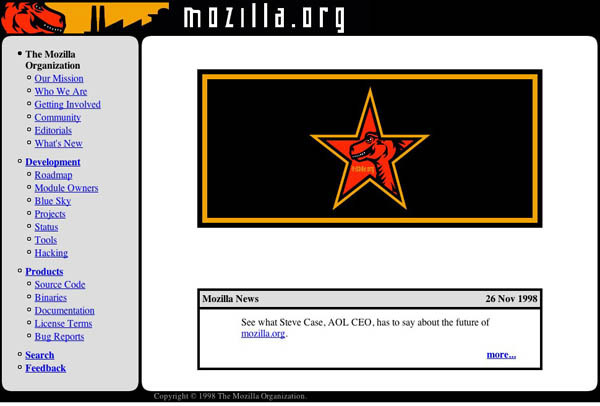 mozilla.org
The Mozilla
Organization
Our Mission
Who We Are
Getting Involved
Community
Editorials
What's New
Development
Roadmap
Module Owners
Blue Sky
Projects
Status
Tools
Hacking
Products
Source Code
Binaries
Documentation
License Terms
Bug Reports
Search
Feedback
Mozilla News 26 Nov 1998
See what Steve Case, AOL CEO, has to say about the future of
mozilla.org.
more...
Copyright © 1998 The Mozilla Organization.